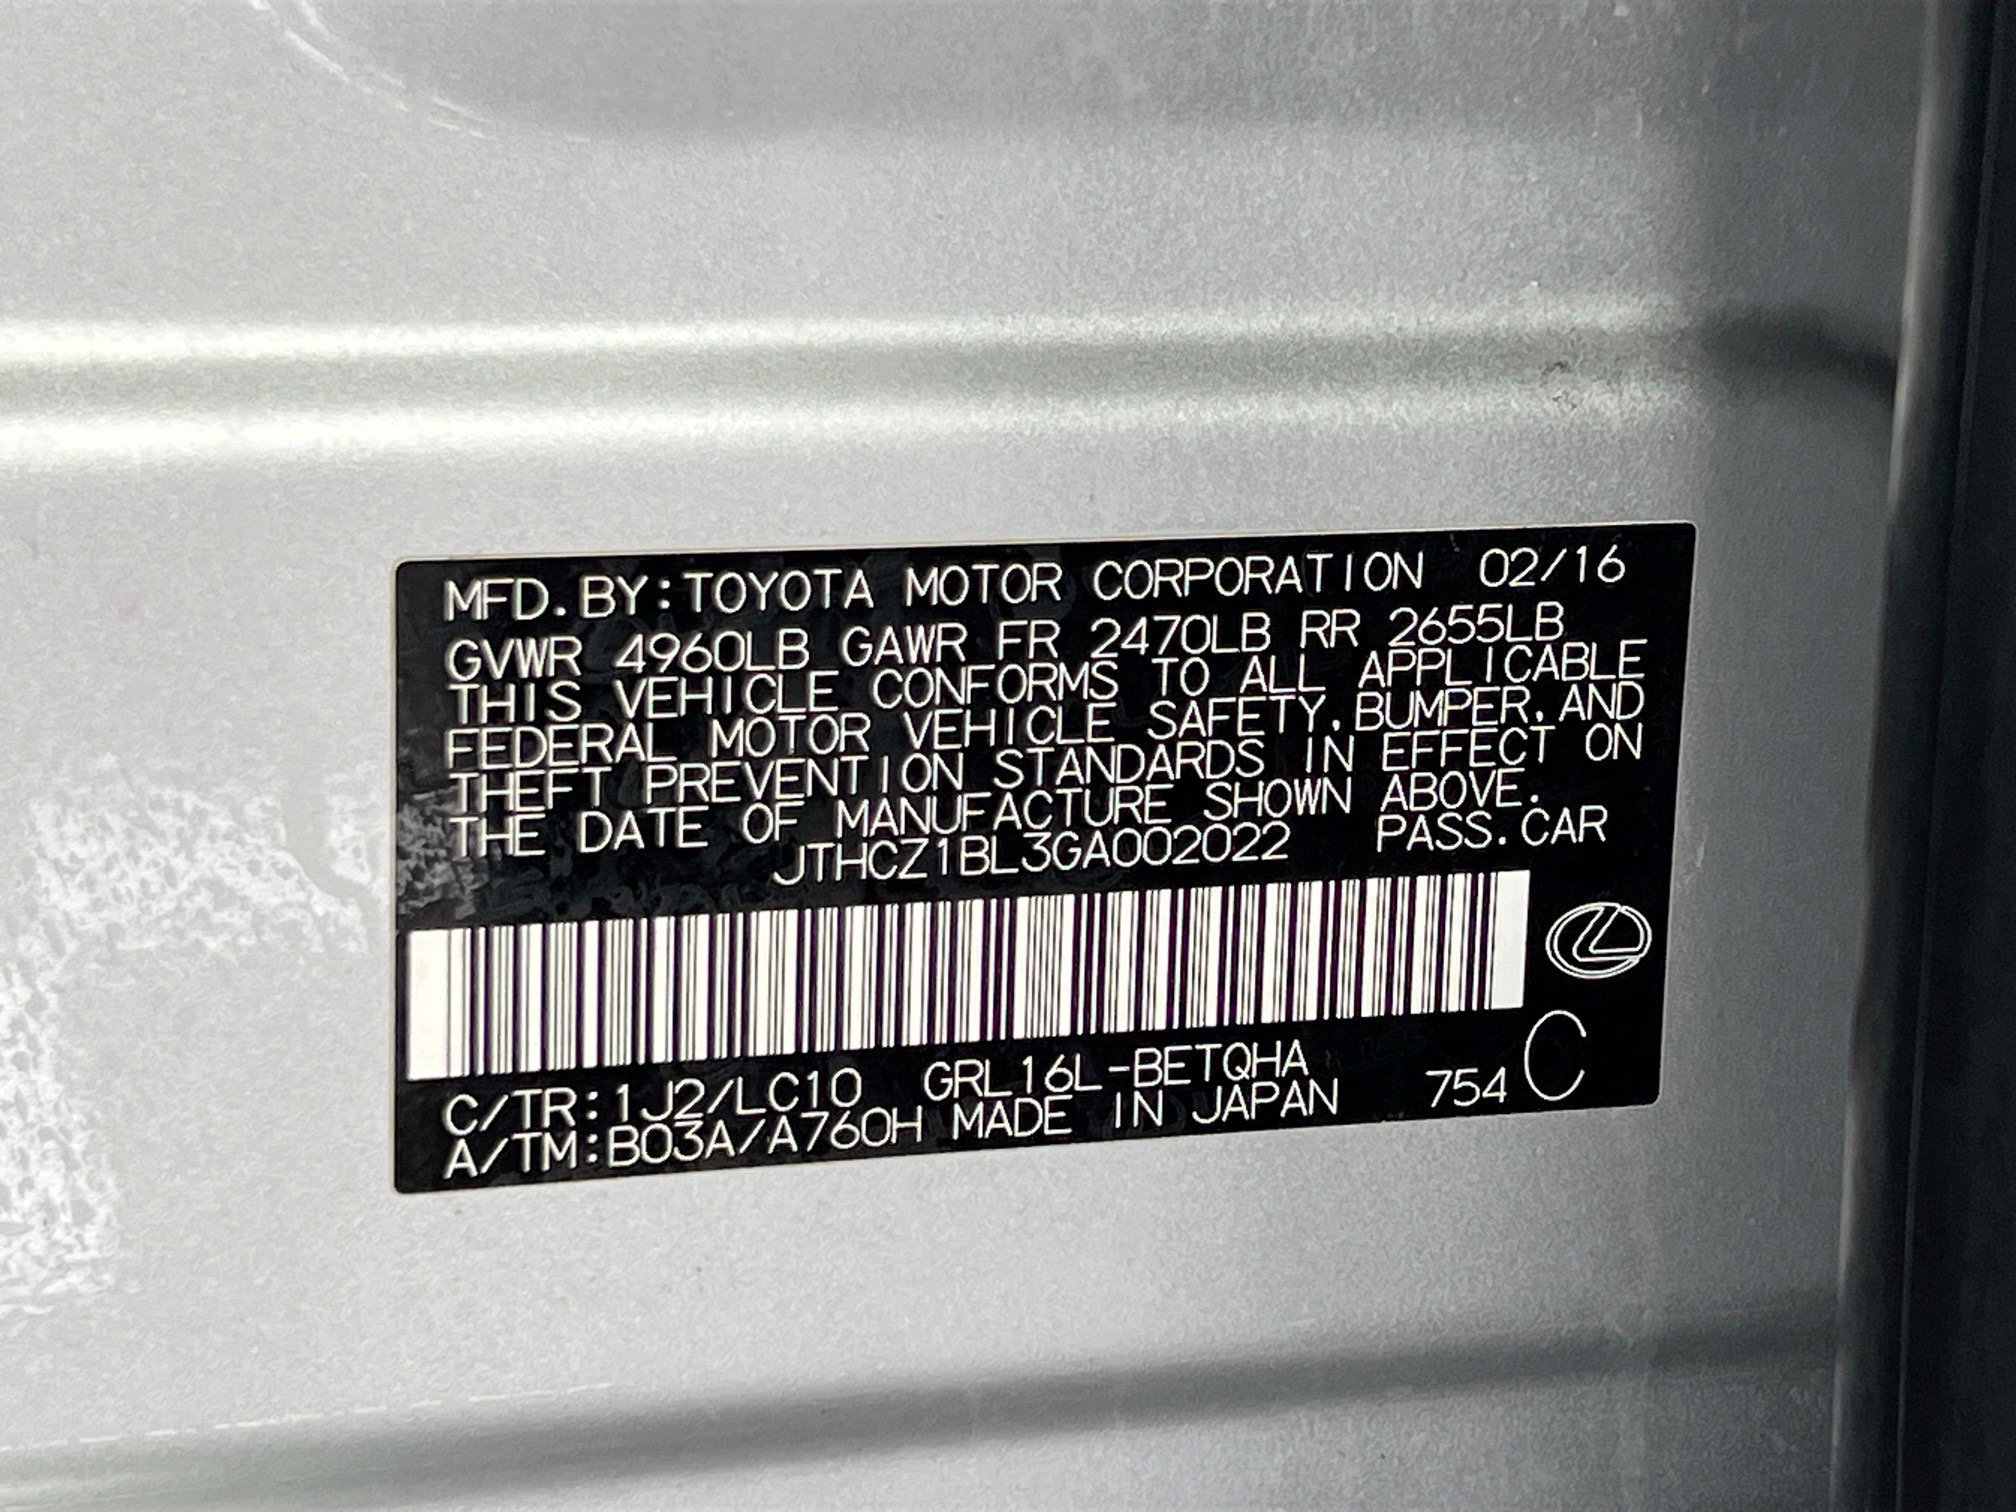 MFD.BY:TOYOTA MOTOR CORPORATION 02/16
GVWR 4960LB GAWR FR 2470LB RR 2655LB
THIS VEHICLE CONFORMS TO ALL APPLICABLE
FEDERAL MOTOR VEHICLE SAFETY,BUMPER,AND
THEFT PREVENTION STANDARDS IN EFFECT ON
THE DATE OF MANUFACTURE SHOWN ABOVE.
JTHCZ1BL3GA002022 PASS.CAR
C/TR:1J2/LC10 GRL16L-BETQHA
A/TM:B03A/A760H MADE IN JAPAN 754 C